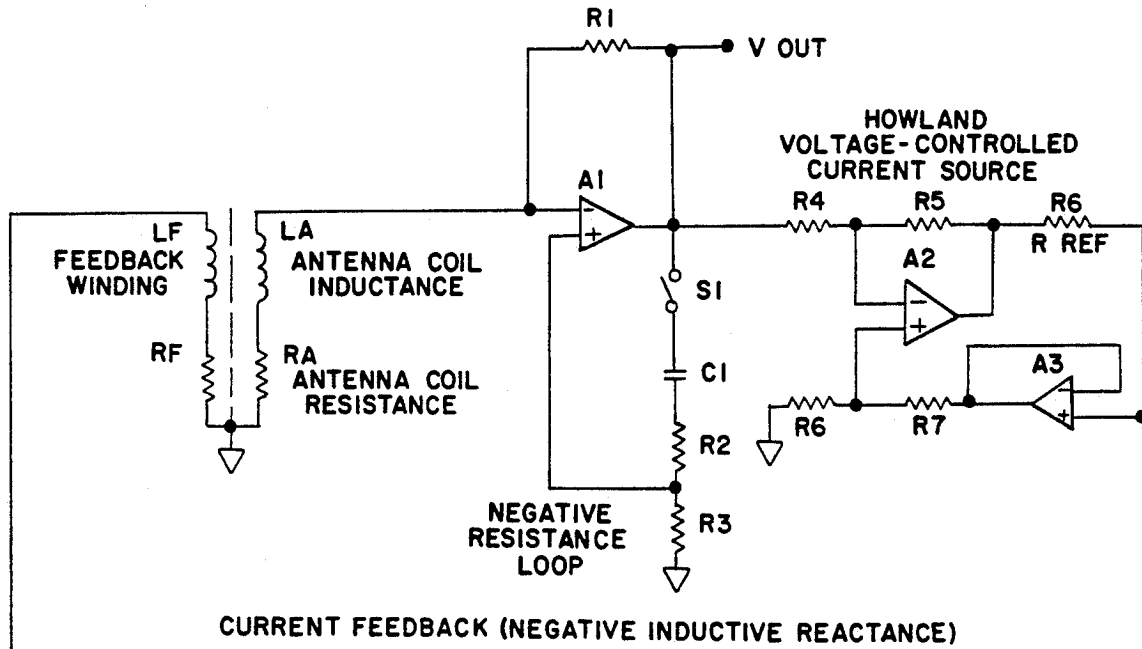 R1
V OUT
HOWLAND
VOLTAGE-CONTROLLED
CURRENT SOURCE
A1
R4
R5
R6
R REF
LF
FEEDBACK
WINDING
LA
ANTENNA COIL
INDUCTANCE
-
+
A2
-
+
S1
RF
RA
ANTENNA COIL
RESISTANCE
C1
A3
-
+
R6
R7
R2
NEGATIVE
RESISTANCE
LOOP
R3
CURRENT FEEDBACK (NEGATIVE INDUCTIVE REACTANCE)